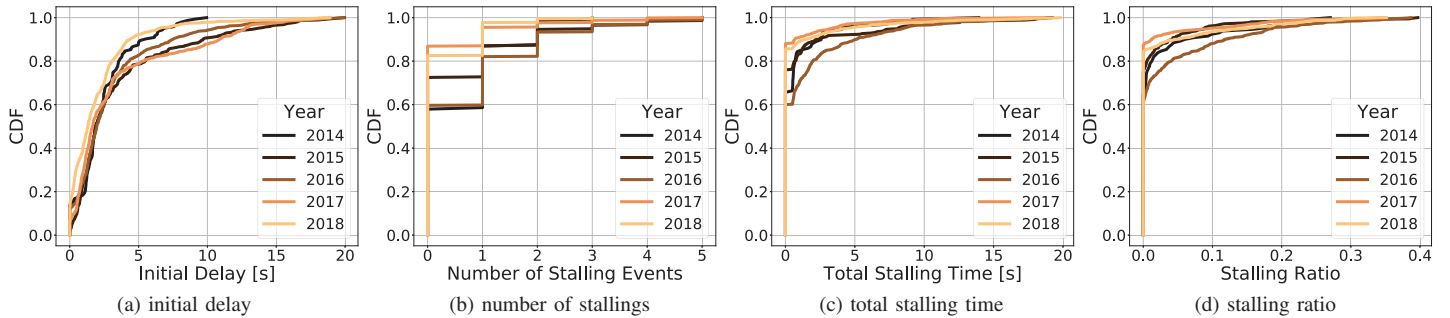 1.0
0.8
0.6
0.4
0.2
0.0
CDF
0 5 10 15 20
Initial Delay [s]
Year
2014
2015
2016
2017
2018
(a) initial delay
1.0
0.8
0.6
0.4
0.2
0.0
CDF
0 1 2 3 4 5
Number of Stalling Events
Year
2014
2015
2016
2017
2018
(b) number of stallings
1.0
0.8
0.6
0.4
0.2
0.0
CDF
0 5 10 15 20
Total Stalling Time [s]
Year
2014
2015
2016
2017
2018
(c) total stalling time
1.0
0.8
0.6
0.4
0.2
0.0
CDF
0.0 0.1 0.2 0.3 0.4
Stalling Ratio
Year
2014
2015
2016
2017
2018
(d) stalling ratio